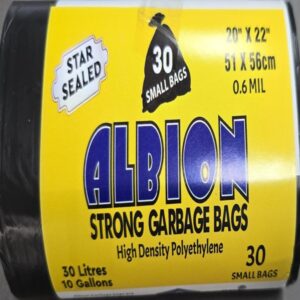 STAR
SEALED
30
SMALL BAGS
20" X 22"
51 X 56cm
0.6 MIL
ALBION
STRONG GARBAGE BAGS
High Density Polyethylene
30 Litres
10 Gallons
30
SMALL BAGS